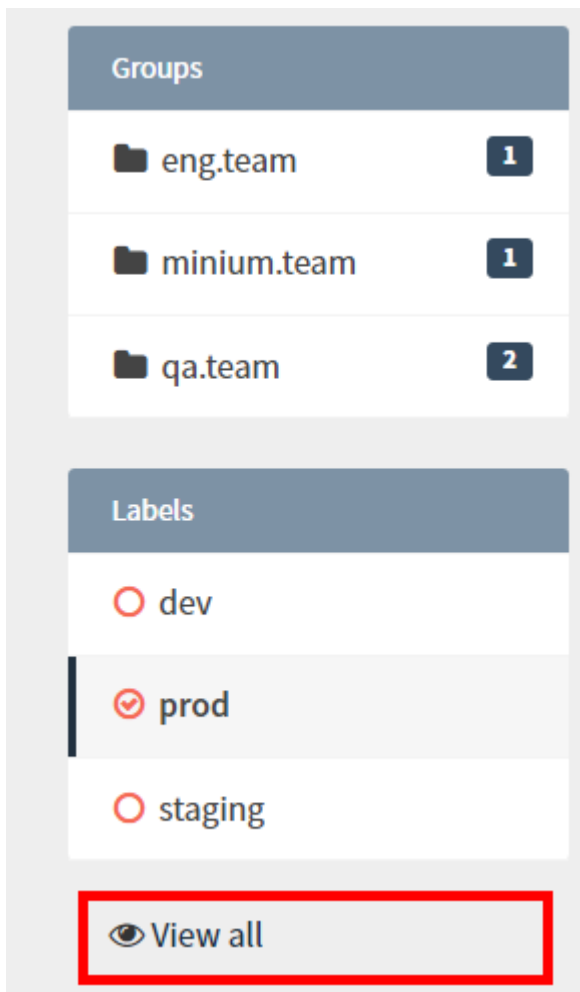 Groups
eng.team 1
minium.team 1
qa.team 2
Labels
dev
prod
staging
View all